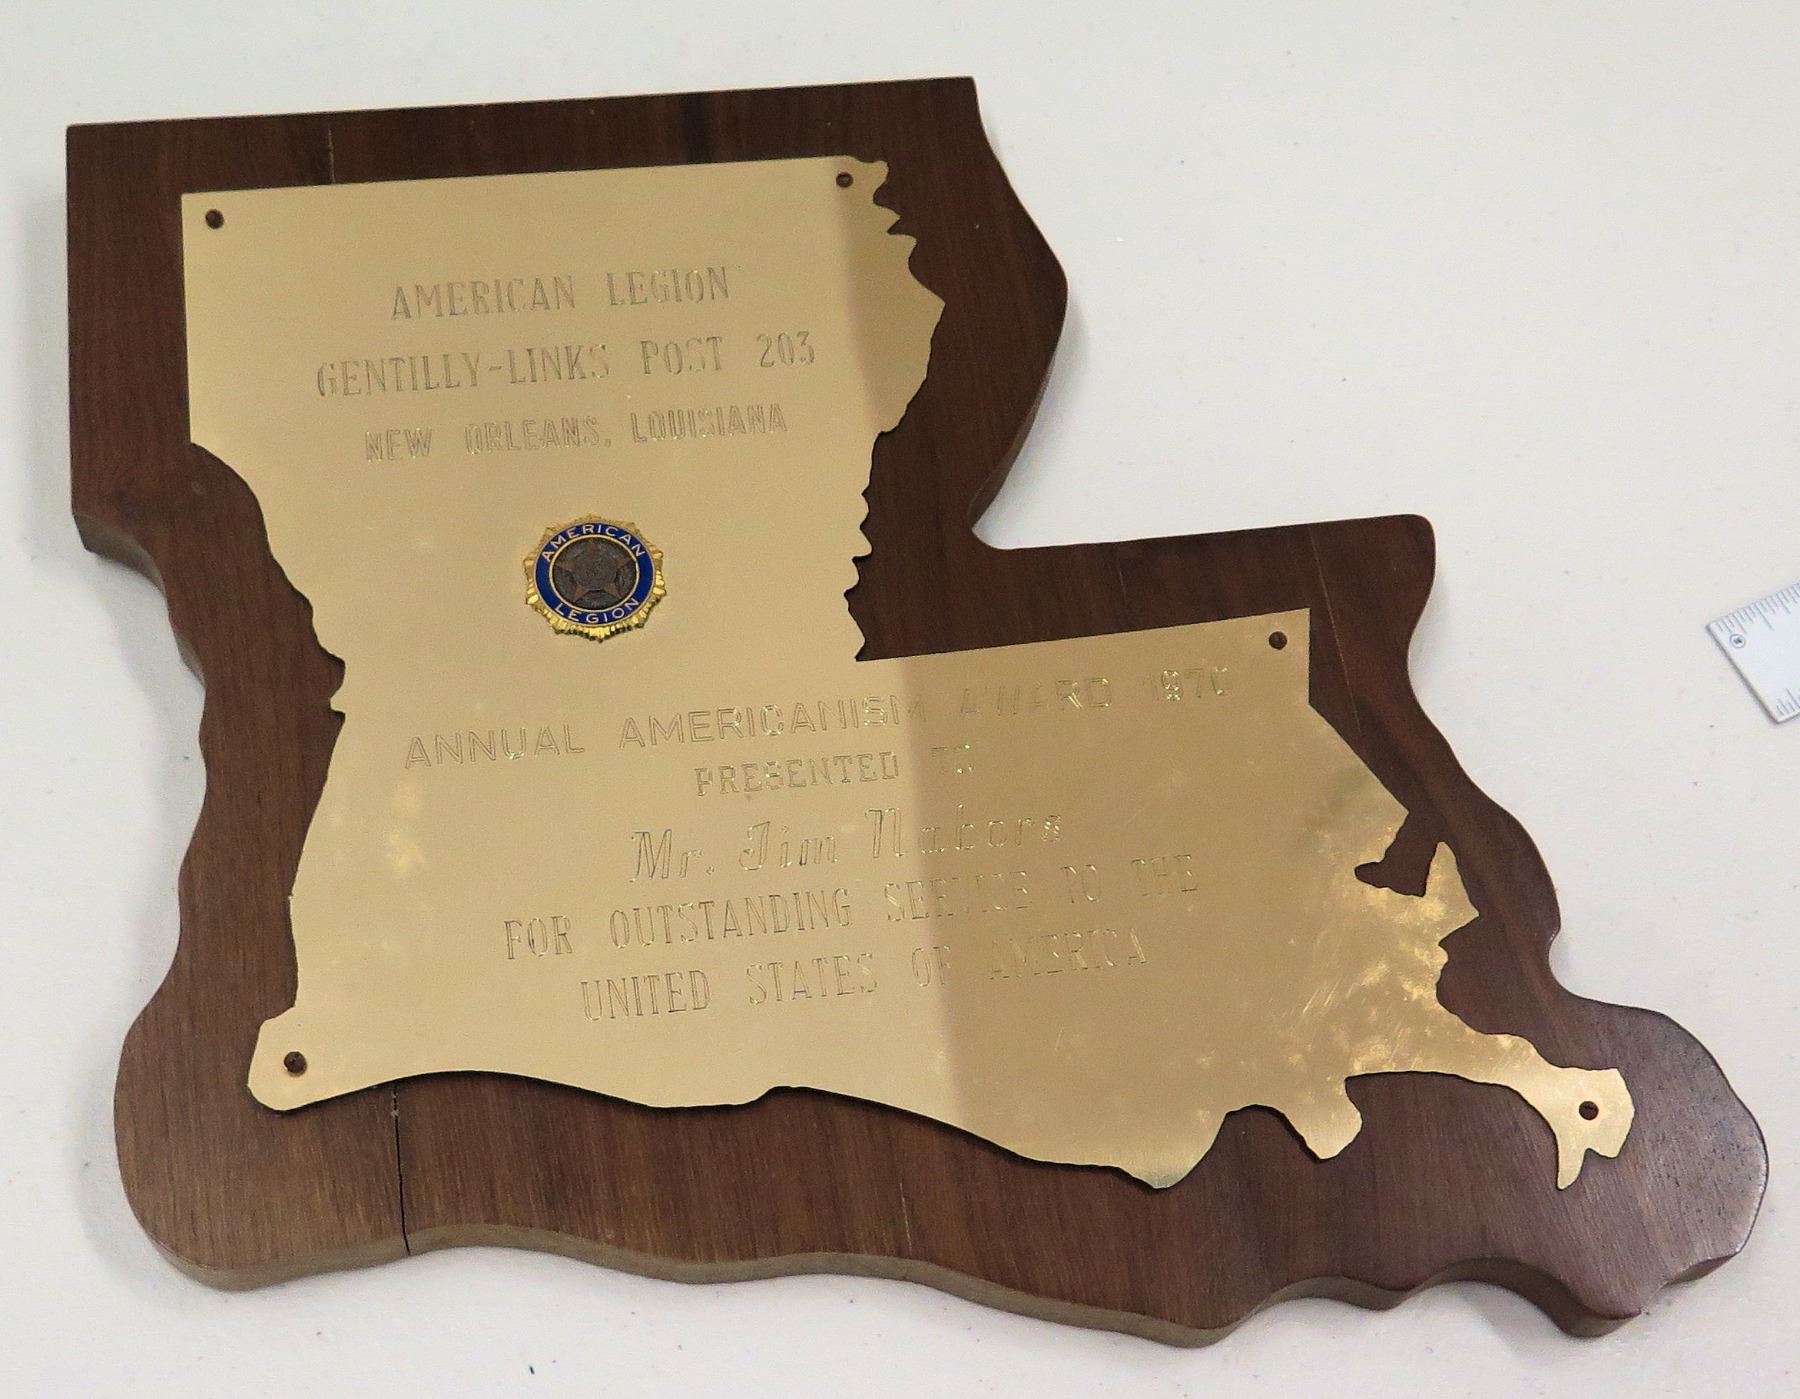 AMERICAN LEGION
GENTILLY-LINKS POST 203
NEW ORLEANS, LOUISIANA
AMERICAN
LEGION
ANNUAL AMERICANISM AWARD 1970
PRESENTED TO
Mr. Jim Nabors
FOR OUTSTANDING SERVICE TO THE
UNITED STATES OF AMERICA